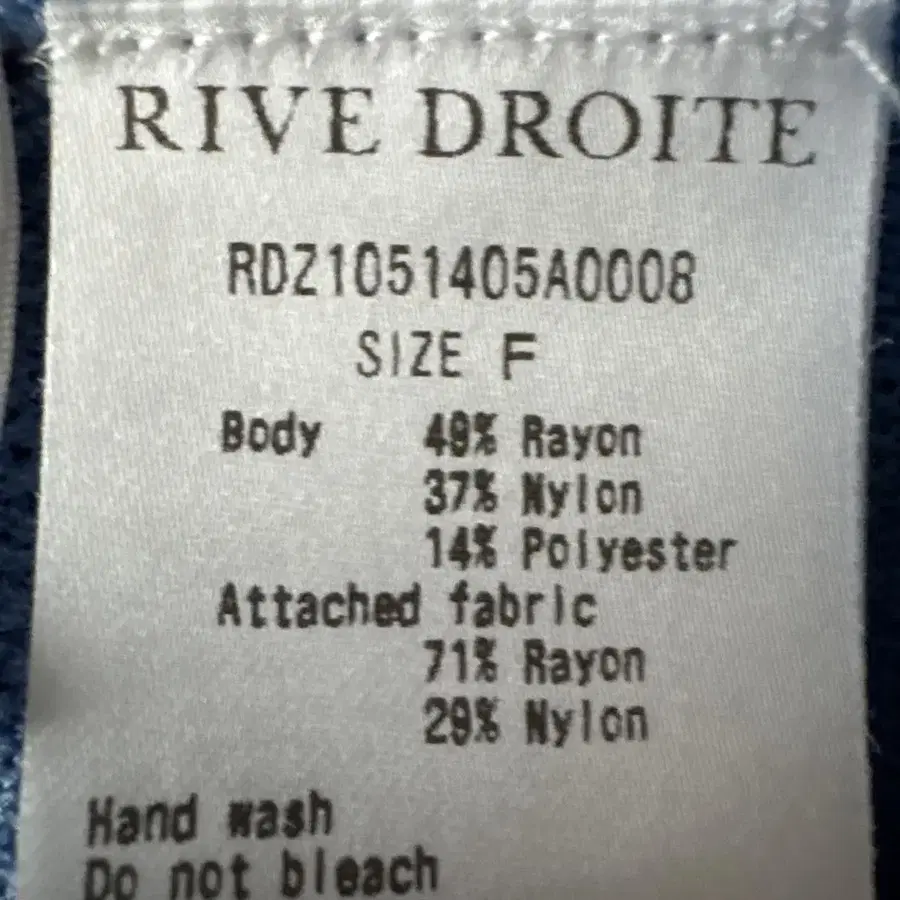 RIVE DROITE
RDZ1051405A0008
SIZE F
Body 49% Rayon
37% Nylon
14% Polyester
Attached fabric
71% Rayon
29% Nylon
Hand wash
Do not bleach